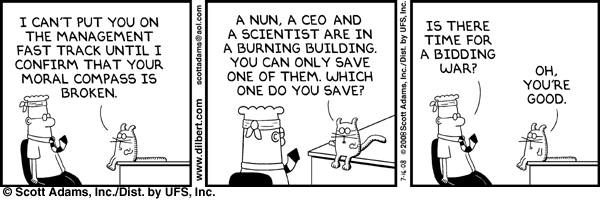 I CAN'T PUT YOU ON
THE MANAGEMENT
FAST TRACK UNTIL I
CONFIRM THAT YOUR
MORAL COMPASS IS
BROKEN.
www.dilbert.com
scottadams@aol.com
A NUN, A CEO AND
A SCIENTIST ARE IN
A BURNING BUILDING.
YOU CAN ONLY SAVE
ONE OF THEM. WHICH
ONE DO YOU SAVE?
7-16-08 © 2008 Scott Adams, Inc./Dist. by UFS, Inc.
IS THERE
TIME FOR
A BIDDING
WAR?
OH,
YOU'RE
GOOD.
© Scott Adams, Inc./Dist. by UFS, Inc.